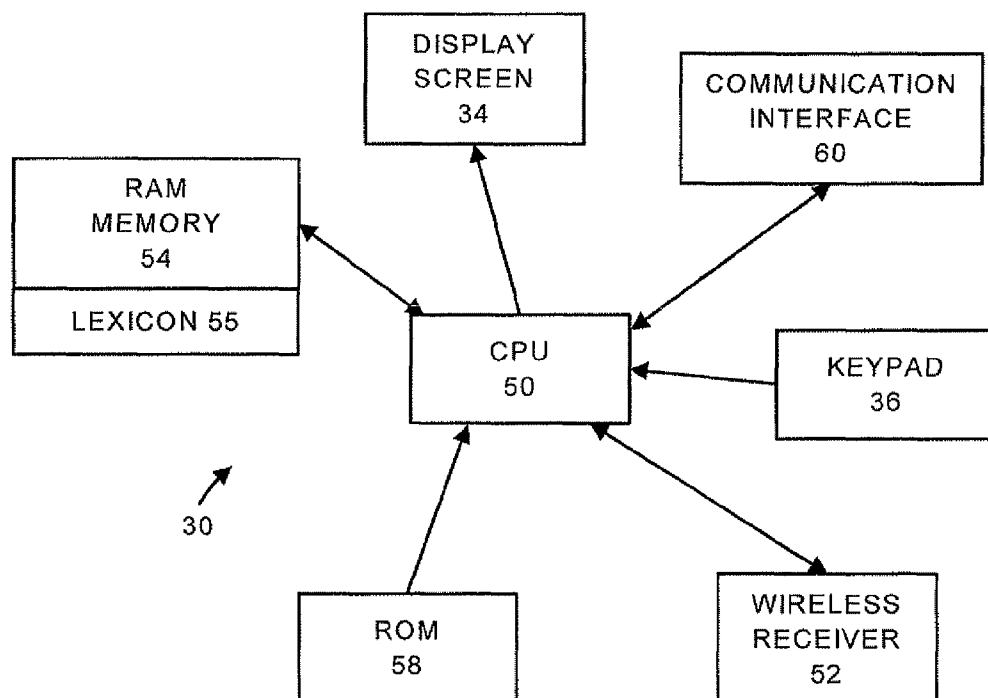 DISPLAY
SCREEN
34
COMMUNICATION
INTERFACE
60
RAM
MEMORY
54
LEXICON 55
CPU
50
KEYPAD
36
30
ROM
58
WIRELESS
RECEIVER
52